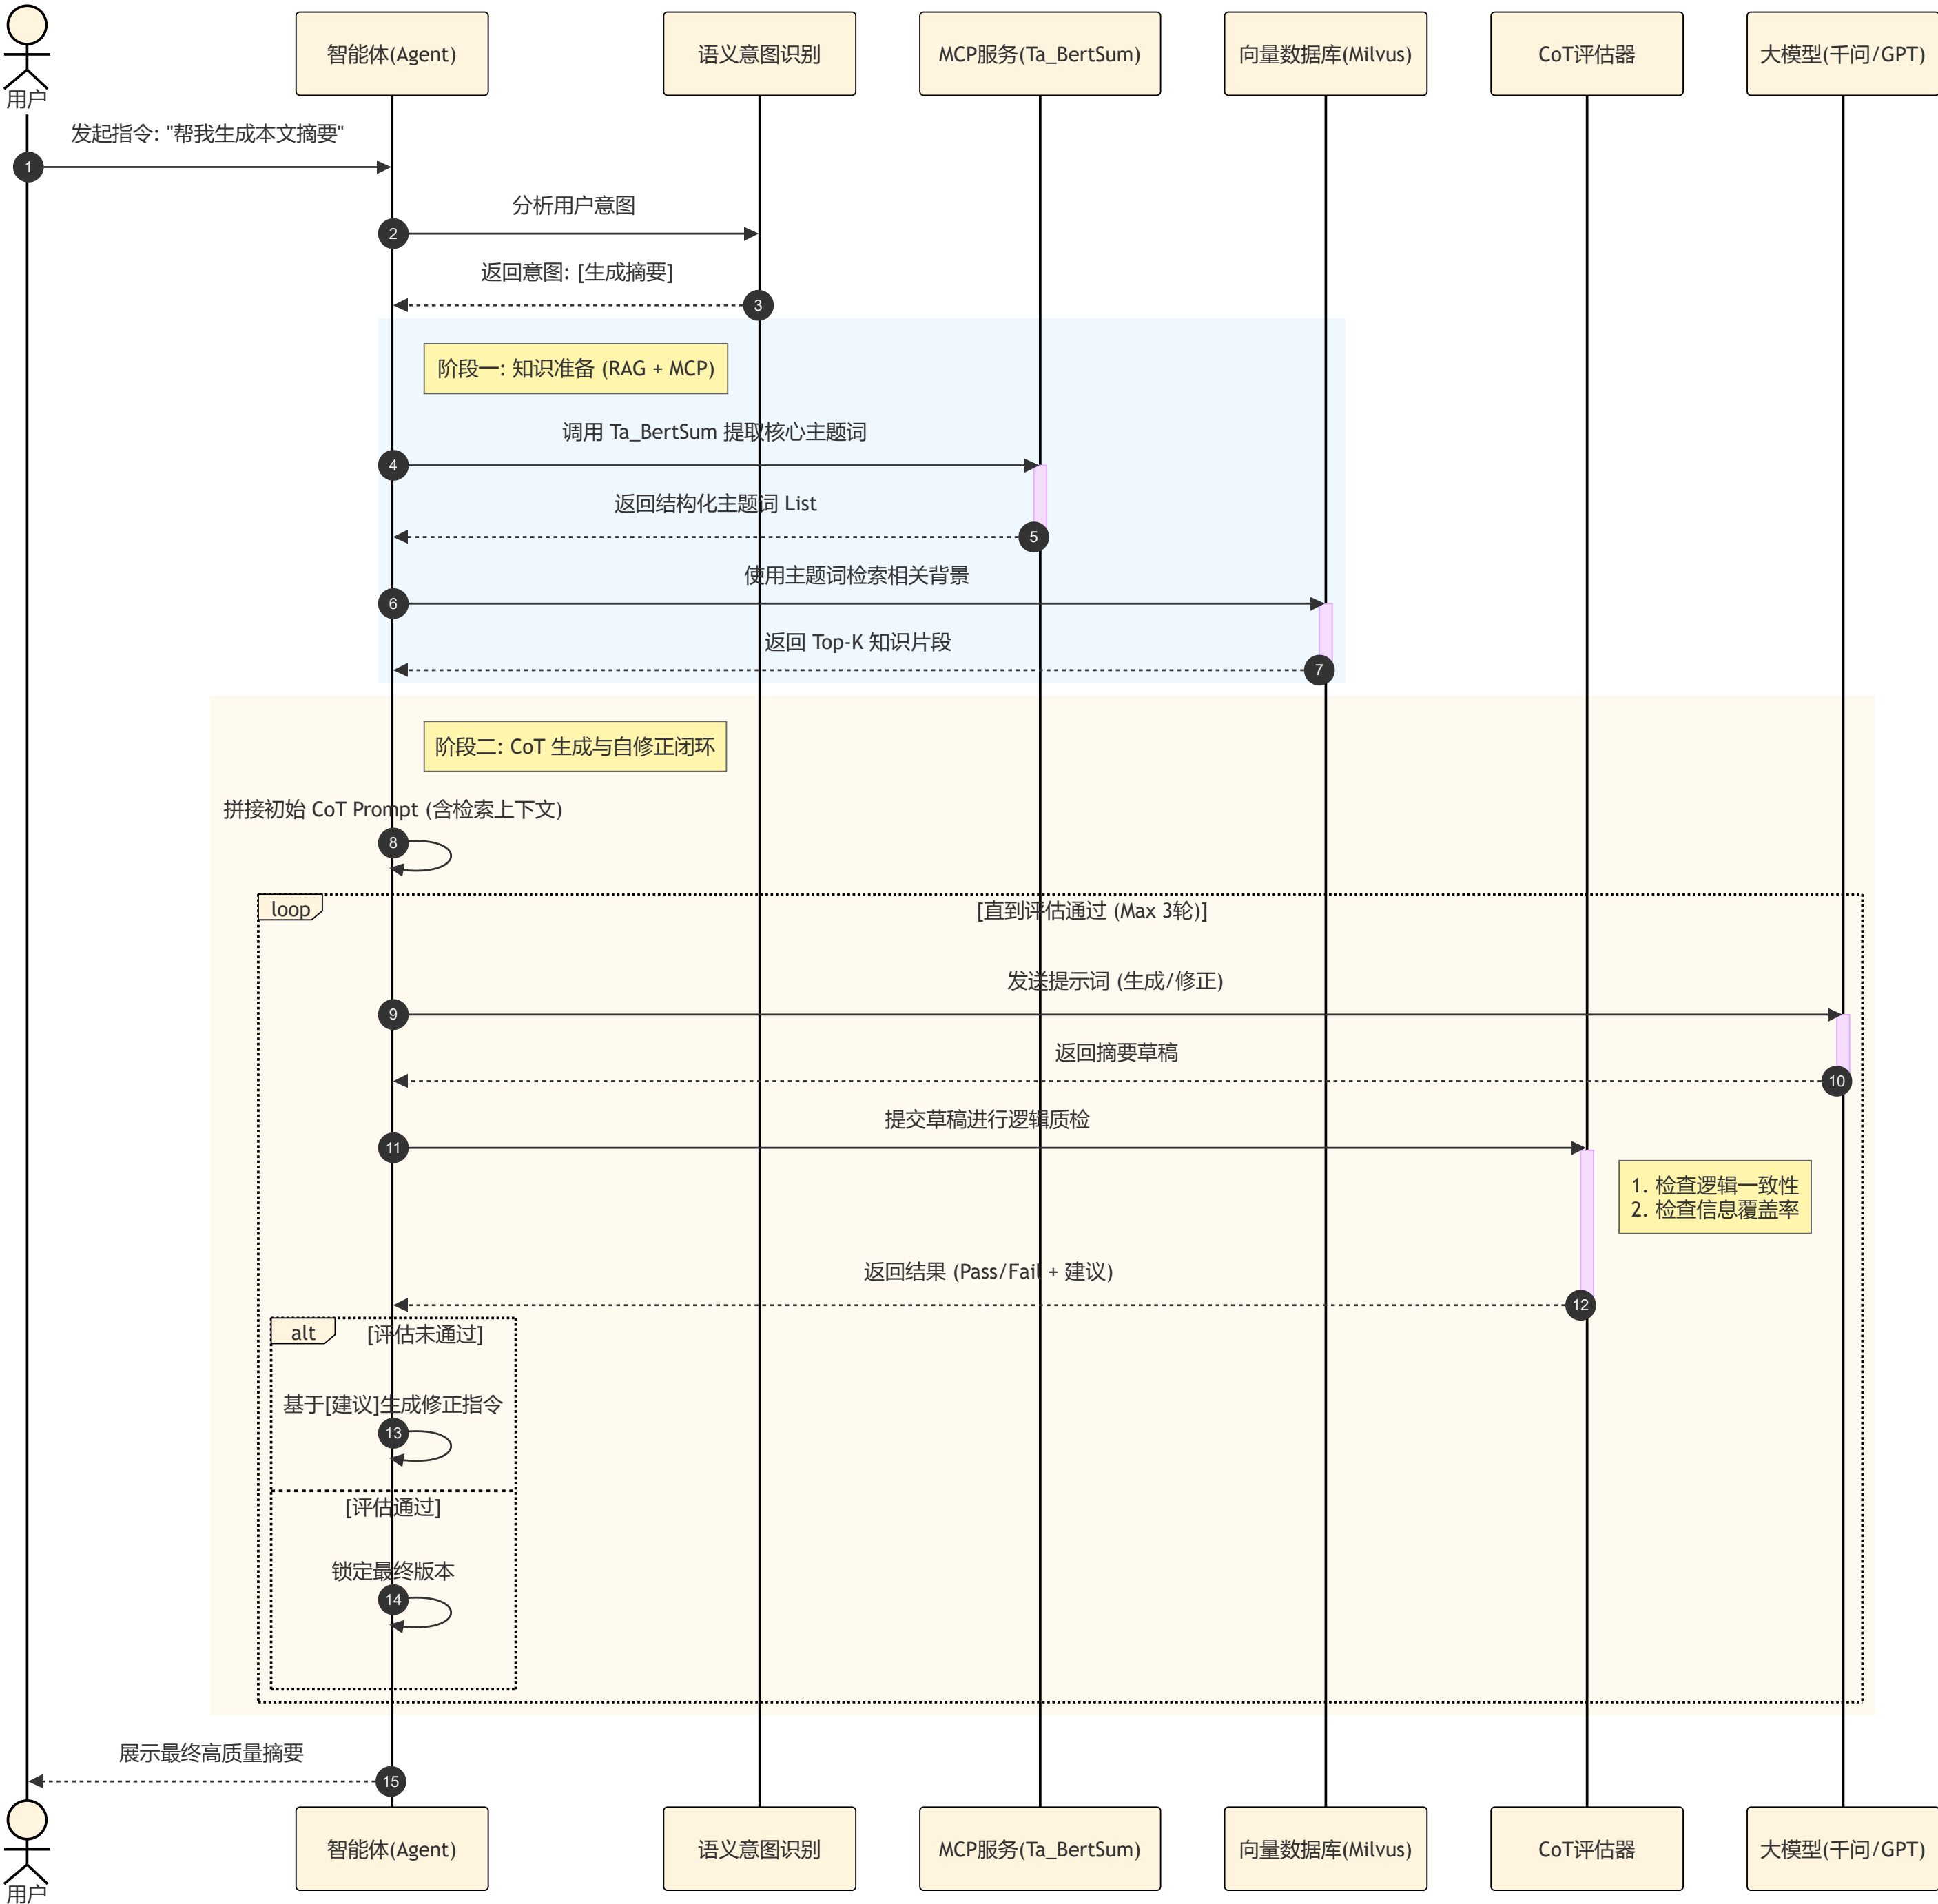 用户
智能体(Agent)
语义意图识别
MCP服务(Ta_BertSum)
向量数据库(Milvus)
CoT评估器
大模型(千问/GPT)
发起指令: "帮我生成本文摘要"
1
分析用户意图
2
返回意图: [生成摘要]
3
阶段一: 知识准备 (RAG + MCP)
调用 Ta_BertSum 提取核心主题词
4
返回结构化主题词 List
5
使用主题词检索相关背景
6
返回 Top-K 知识片段
7
阶段二: CoT 生成与自修正闭环
拼接初始 CoT Prompt (含检索上下文)
8
loop
[直到评估通过 (Max 3轮)]
发送提示词 (生成/修正)
9
返回摘要草稿
10
提交草稿进行逻辑质检
11
1. 检查逻辑一致性
2. 检查信息覆盖率
返回结果 (Pass/Fail + 建议)
12
alt
[评估未通过]
基于[建议]生成修正指令
13
[评估通过]
锁定最终版本
14
展示最终高质量摘要
15
用户
智能体(Agent)
语义意图识别
MCP服务(Ta_BertSum)
向量数据库(Milvus)
CoT评估器
大模型(千问/GPT)